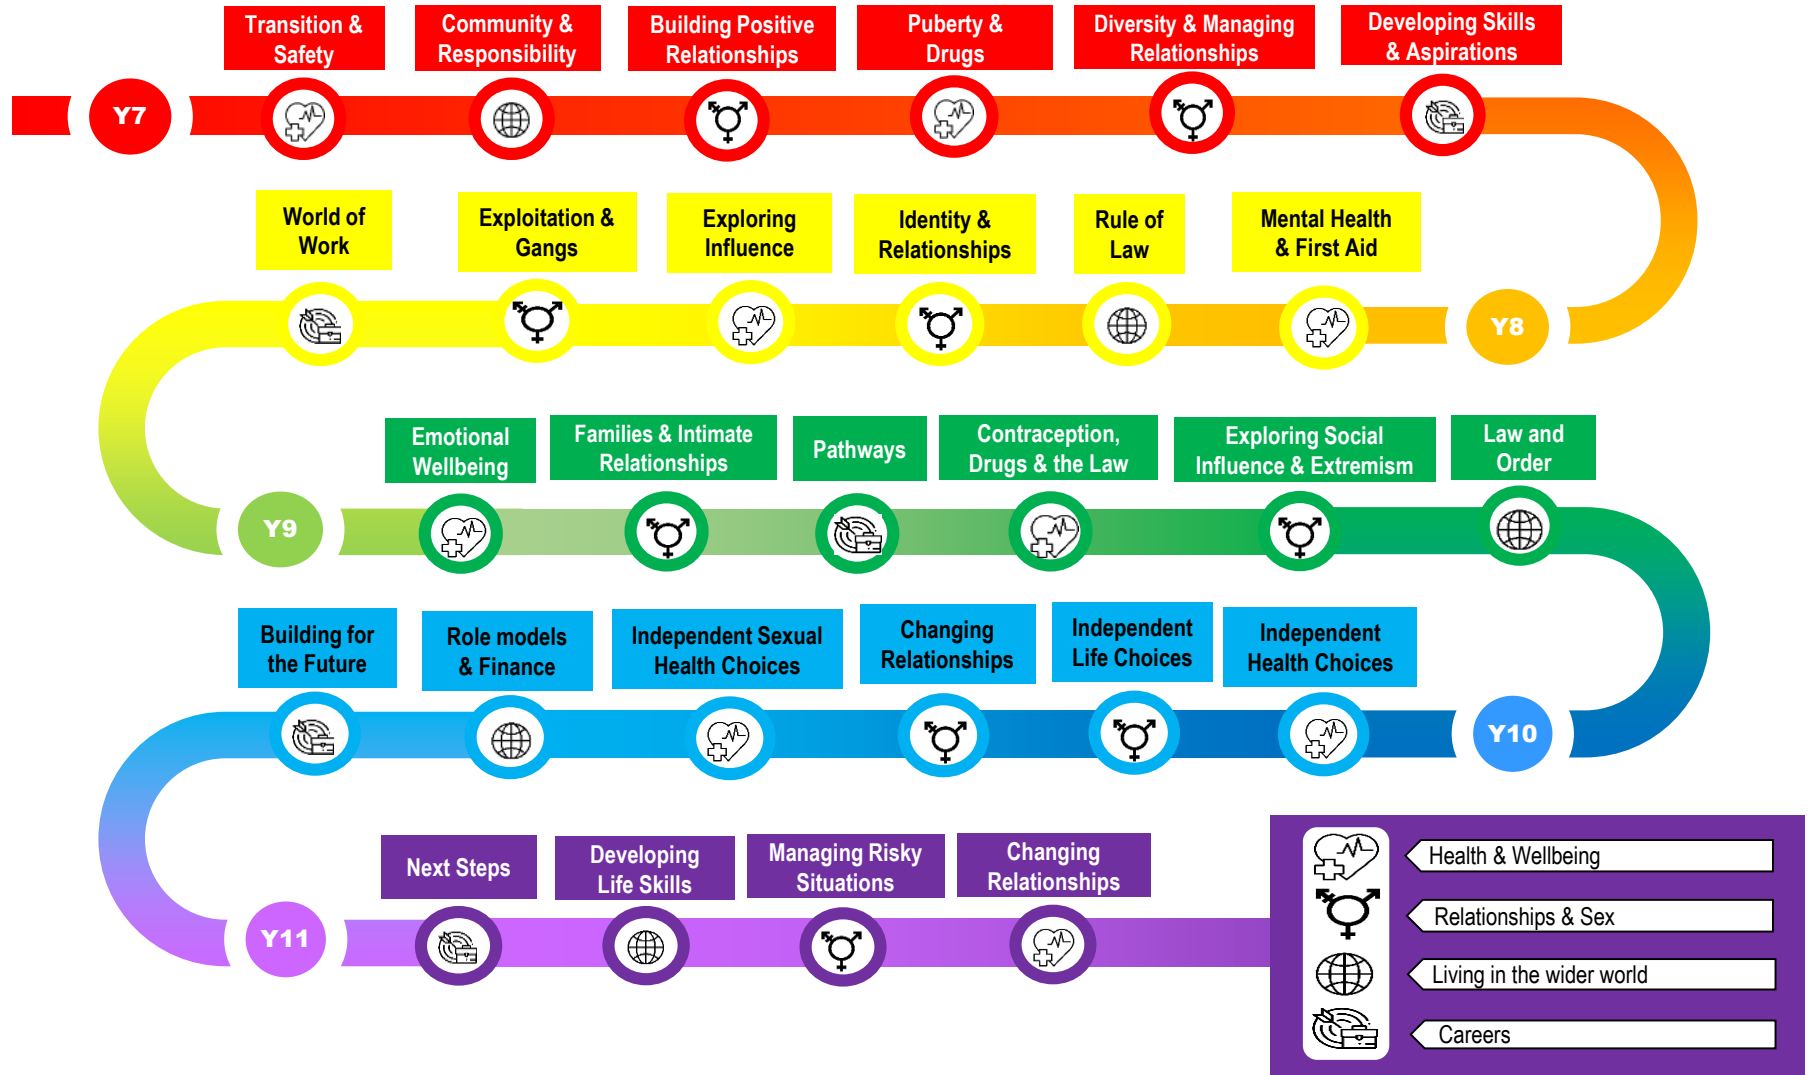 Transition &
Safety
Community &
Responsibility
Building Positive
Relationships
Puberty &
Drugs
Diversity & Managing
Relationships
Developing Skills
& Aspirations
Y7
World of
Work
Exploitation &
Gangs
Exploring
Influence
Identity &
Relationships
Rule of
Law
Mental Health
& First Aid
Y8
Emotional
Wellbeing
Families & Intimate
Relationships
Pathways
Contraception,
Drugs & the Law
Exploring Social
Influence & Extremism
Law and
Order
Y9
Building for
the Future
Role models
& Finance
Independent Sexual
Health Choices
Changing
Relationships
Independent
Life Choices
Independent
Health Choices
Y10
Next Steps
Developing
Life Skills
Managing Risky
Situations
Changing
Relationships
Y11
Health & Wellbeing
Relationships & Sex
Living in the wider world
Careers